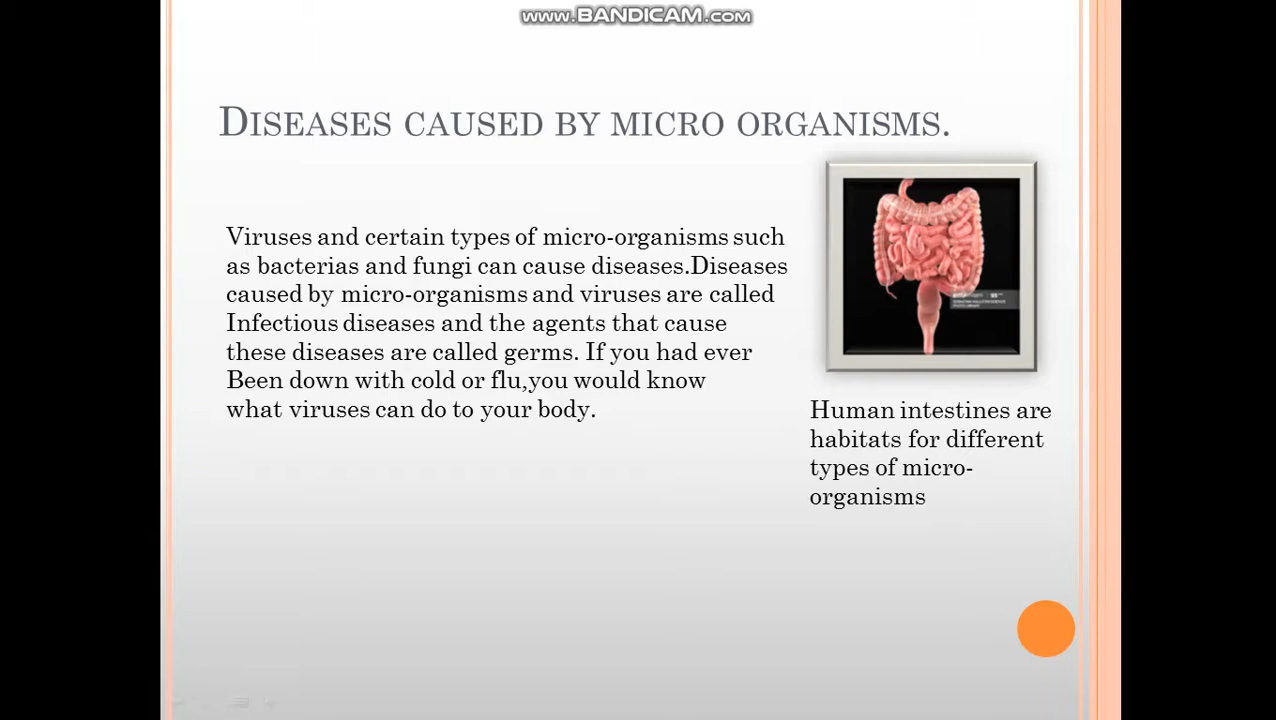 www.BANDICAM.com
DISEASES CAUSED BY MICRO ORGANISMS.
Viruses and certain types of micro-organisms such
as bacterias and fungi can cause diseases.Diseases
caused by micro-organisms and viruses are called
Infectious diseases and the agents that cause
these diseases are called germs. If you had ever
Been down with cold or flu,you would know
what viruses can do to your body.
Human intestines are
habitats for different
types of micro-
organisms